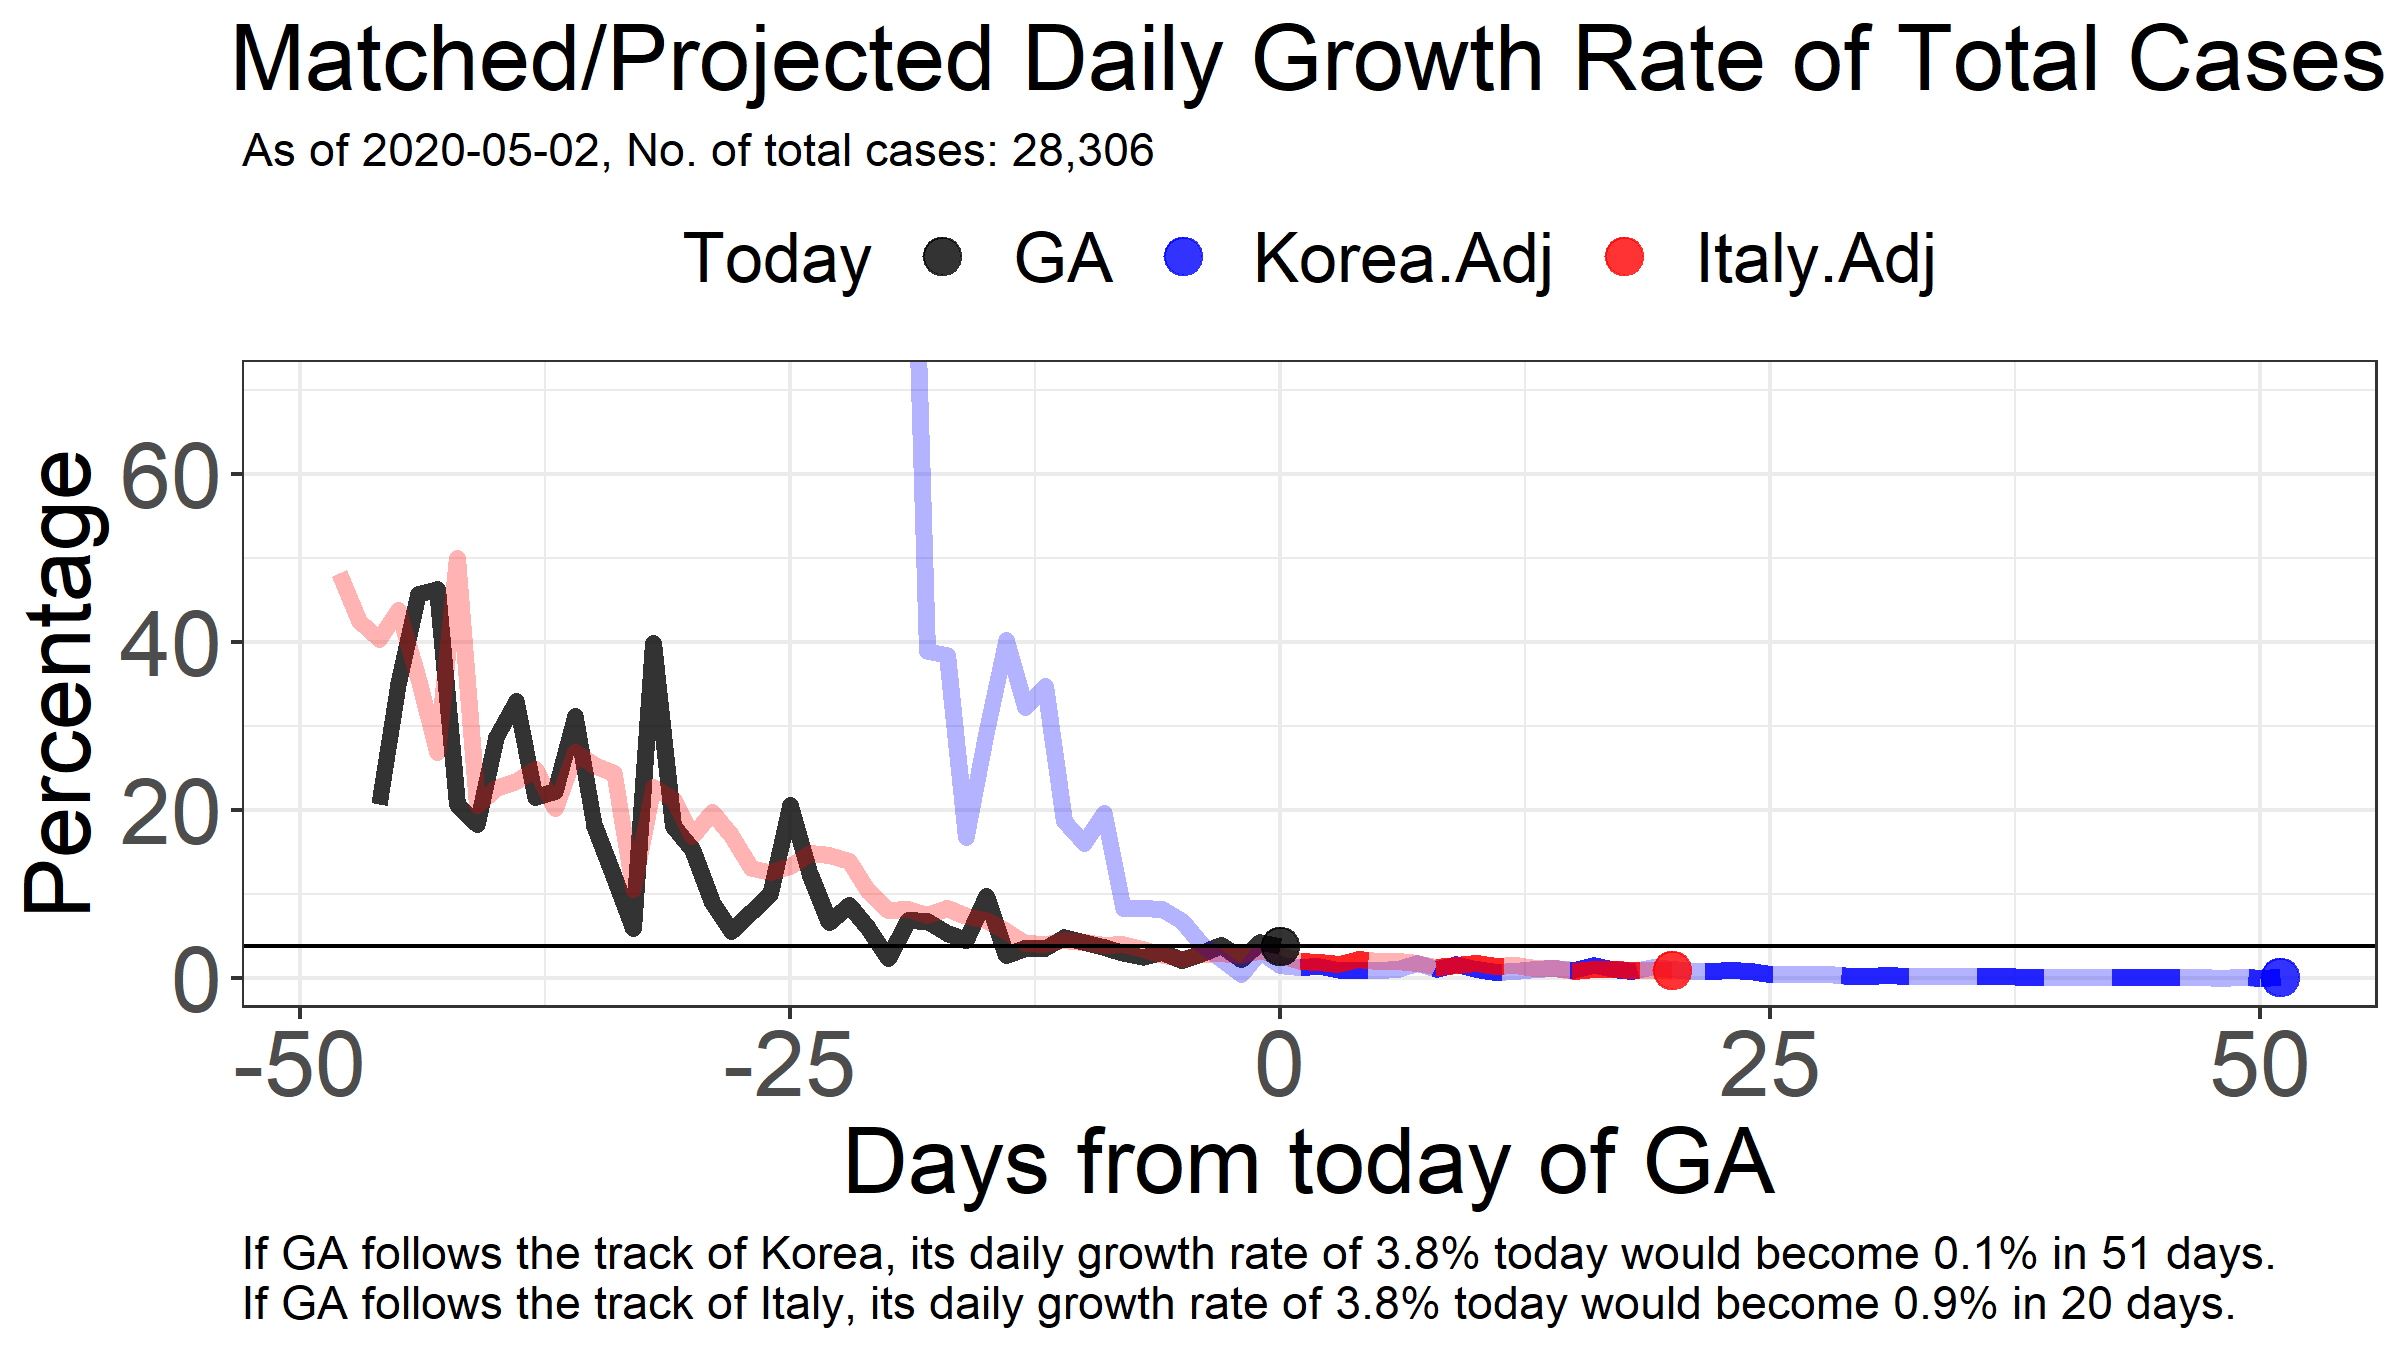 Matched/Projected Daily Growth Rate of Total Cases
As of 2020-05-02, No. of total cases: 28,306
Today GA Korea.Adj Italy.Adj
Percentage
60
40
20
0
-50 -25 0 25 50
Days from today of GA
If GA follows the track of Korea, its daily growth rate of 3.8% today would become 0.1% in 51 days.
If GA follows the track of Italy, its daily growth rate of 3.8% today would become 0.9% in 20 days.